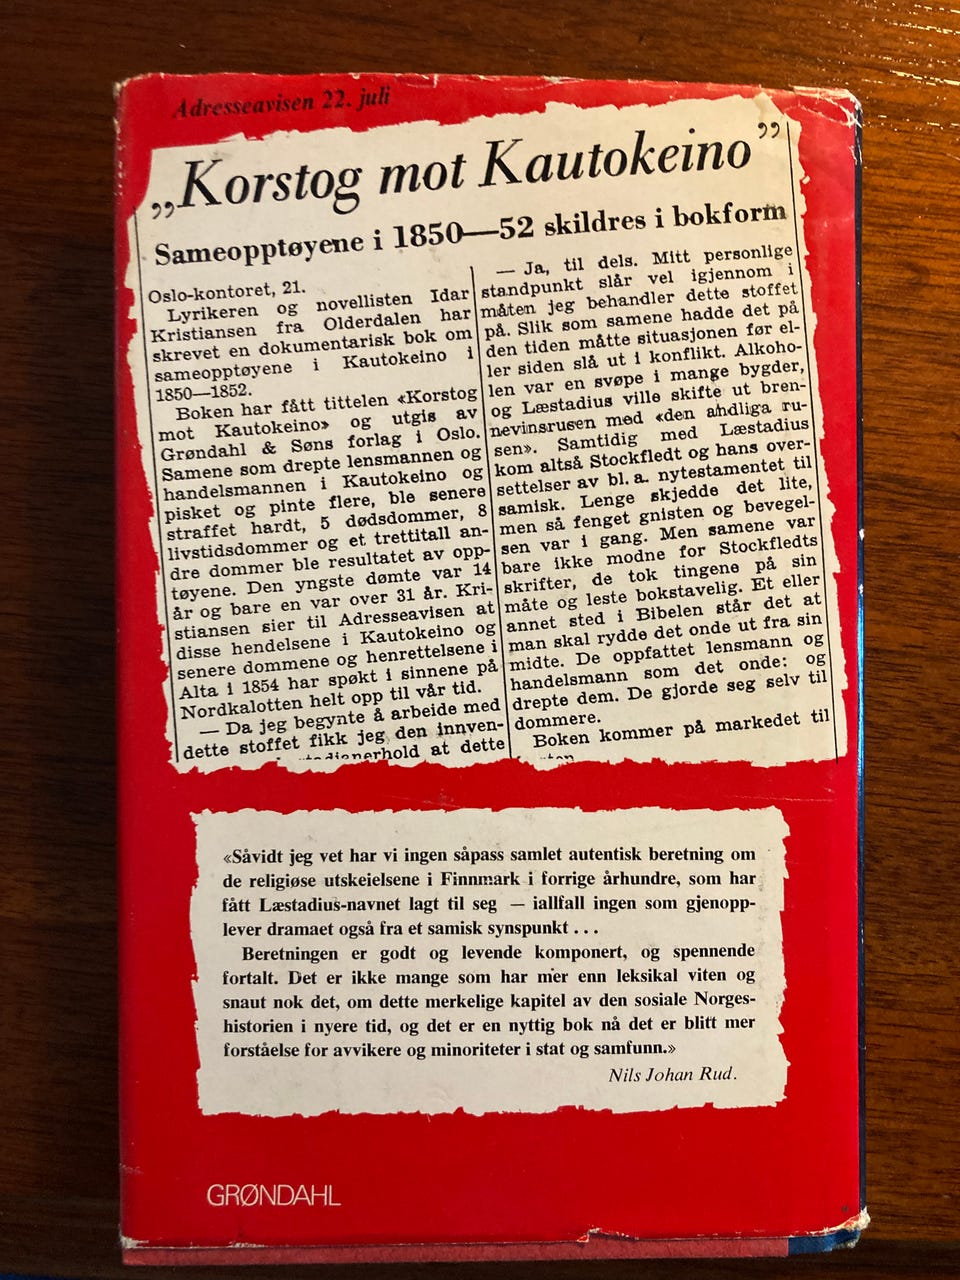 Adresseavisen 22. juli
„Korstog mot Kautokeino”
Sameopptøyene i 1850—52 skildres i bokform
Oslo-kontoret, 21.
Lyrikeren og novellisten Idar
Kristiansen fra Olderdalen har
skrevet en dokumentarisk bok om
sameopptøyene i Kautokeino i
1850—1852.
Boken har fått tittelen «Korstog
mot Kautokeino» og utgis av
Grøndahl & Søns forlag i Oslo.
Samene som drepte lensmannen og
handelsmannen i Kautokeino og
pisket og pinte flere, ble senere
straffet hardt, 5 dødsdommer, 8
livstidsdommer og et trettitall an-
dre dommer ble resultatet av opp-
tøyene. Den yngste dømte var 14
år og bare en var over 31 år. Kri-
stiansen sier til Adresseavisen at
disse hendelsene i Kautokeino og
senere dommene og henrettelsene i
Alta i 1854 har spøkt i sinnene på
Nordkalotten helt opp til vår tid.
— Da jeg begynte å arbeide med
dette stoffet fikk jeg den innven-
at dette
— Ja, til dels. Mitt personlige
standpunkt slår vel igjennom i
måten jeg behandler dette stoffet
på. Slik som samene hadde det på
den tiden måtte situasjonen før el-
ler siden slå ut i konflikt. Alkoho-
len var en svøpe i mange bygder,
og Læstadius ville skifte ut bren-
nevinsrusen med «den åhdliga ru-
sen». Samtidig med Læstadius
kom altså Stockfledt og hans over-
settelser av bl. a. nytestamentet til
samisk. Lenge skjedde det lite,
men så fenget gnisten og bevegel-
sen var i gang. Men samene var
bare ikke modne for Stockfledts
skrifter, de tok tingene på sin
måte og leste bokstavelig. Et eller
annet sted i Bibelen står det at
man skal rydde det onde ut fra sin
midte. De oppfattet lensmann og
handelsmann som det onde: og
drepte dem. De gjorde seg selv til
dommere.
Boken kommer på markedet til
«Såvidt jeg vet har vi ingen såpass samlet autentisk beretning om
de religiøse utskeielsene i Finnmark i forrige århundre, som har
fått Læstadius-navnet lagt til seg — iallfall ingen som gjenopp-
lever dramaet også fra et samisk synspunkt . . .
Beretningen er godt og levende komponert, og spennende
fortalt. Det er ikke mange som har mer enn leksikal viten og
snaut nok det, om dette merkelige kapitel av den sosiale Norges-
historien i nyere tid, og det er en nyttig bok nå det er blitt mer
forståelse for avvikere og minoriteter i stat og samfunn.»
Nils Johan Rud.
GRØNDAHL